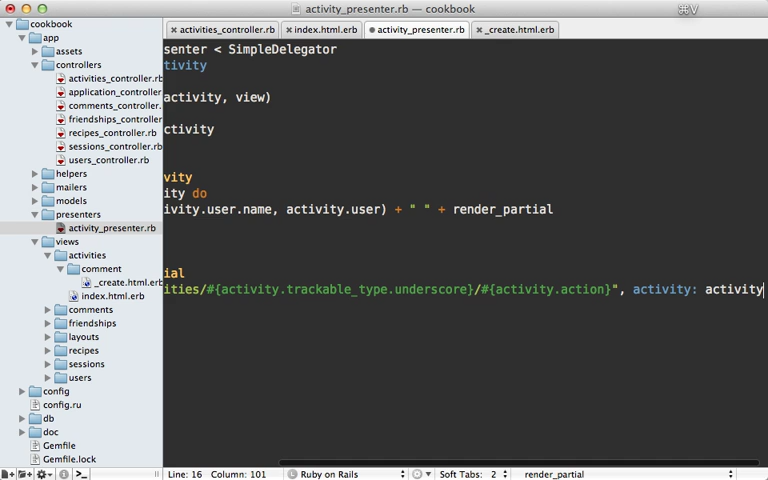 activity_presenter.rb — cookbook
⌘V
activities_controller.rb
index.html.erb
activity_presenter.rb
_create.html.erb
cookbook
app
assets
controllers
activities_controller.rb
application_controller.
comments_controller.
friendships_controller.
recipes_controller.rb
sessions_controller.rb
users_controller.rb
helpers
mailers
models
presenters
activity_presenter.rb
views
activities
comment
_create.html.erb
index.html.erb
comments
friendships
layouts
recipes
sessions
users
config
config.ru
db
doc
Gemfile
Gemfile.lock
senter < SimpleDelegator
tivity
activity, view)
ctivity
vity
ity do
ivity.user.name, activity.user) + " " + render_partial
ial
ities/#{activity.trackable_type.underscore}/#{activity.action}", activity: activity
Line: 16 Column: 101
Ruby on Rails
Soft Tabs: 2
render_partial